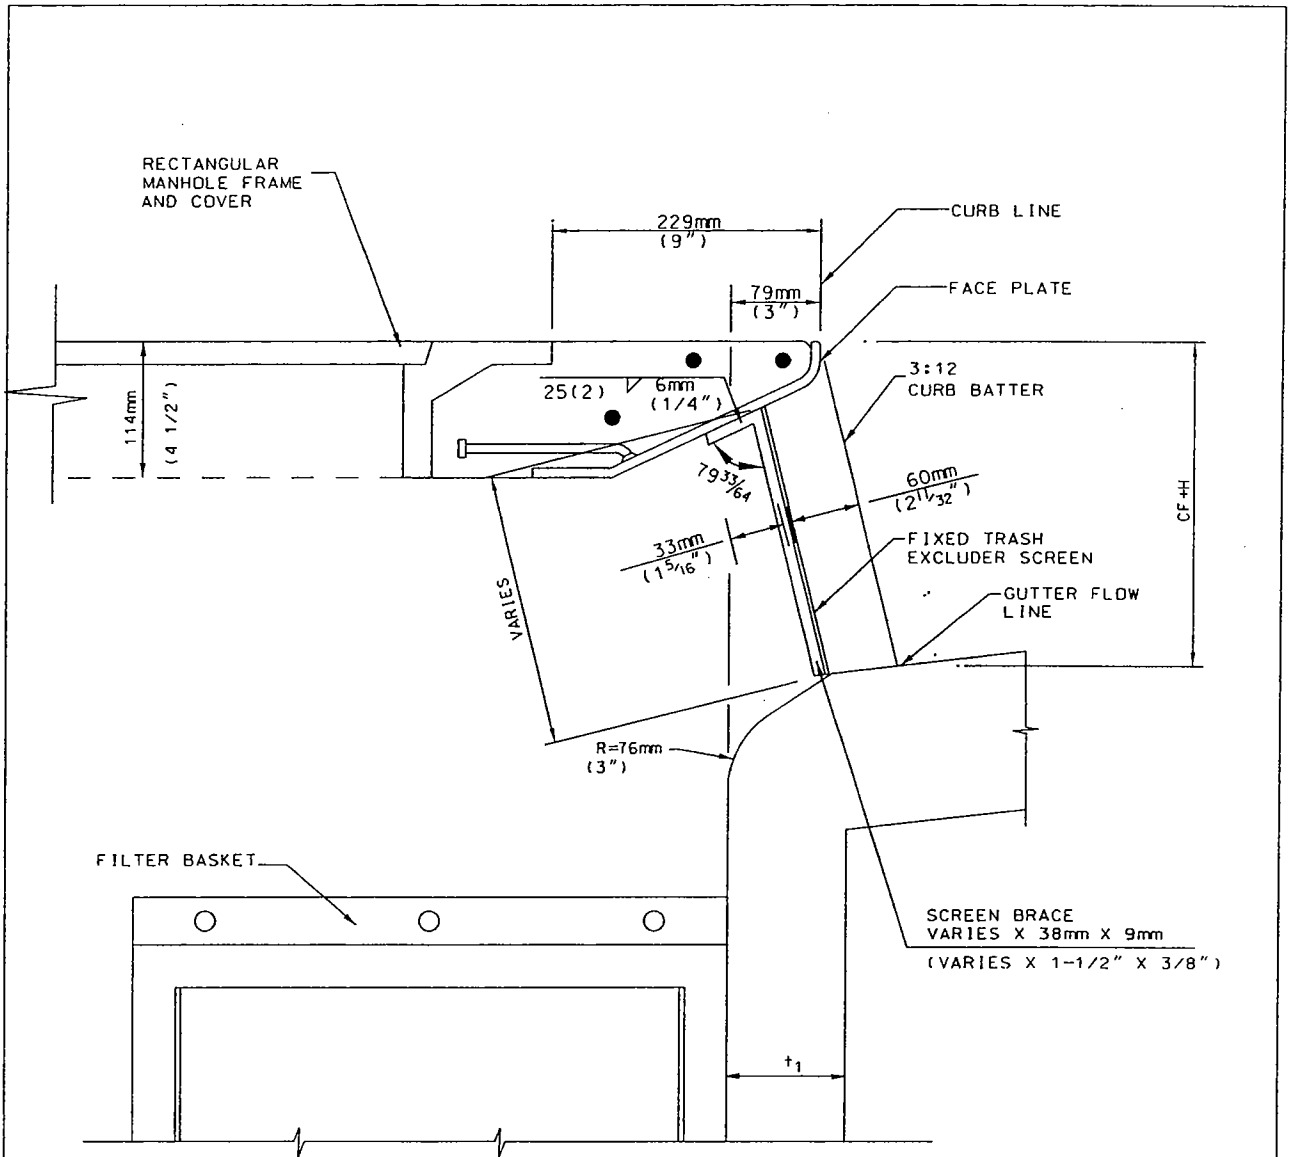 RECTANGULAR
MANHOLE FRAME
AND COVER
229mm
(9")
CURB LINE
79mm
(3")
FACE PLATE
3:12
CURB BATTER
25(2)
6mm
(1/4")
114mm
(4 1/2")
79 33/64
60mm
(2 11/32")
CF+H
33mm
(1 5/16")
FIXED TRASH
EXCLUDER SCREEN
VARIES
GUTTER FLOW
LINE
R=76mm
(3")
FILTER BASKET
SCREEN BRACE
VARIES X 38mm X 9mm
(VARIES X 1-1/2" X 3/8")
t1